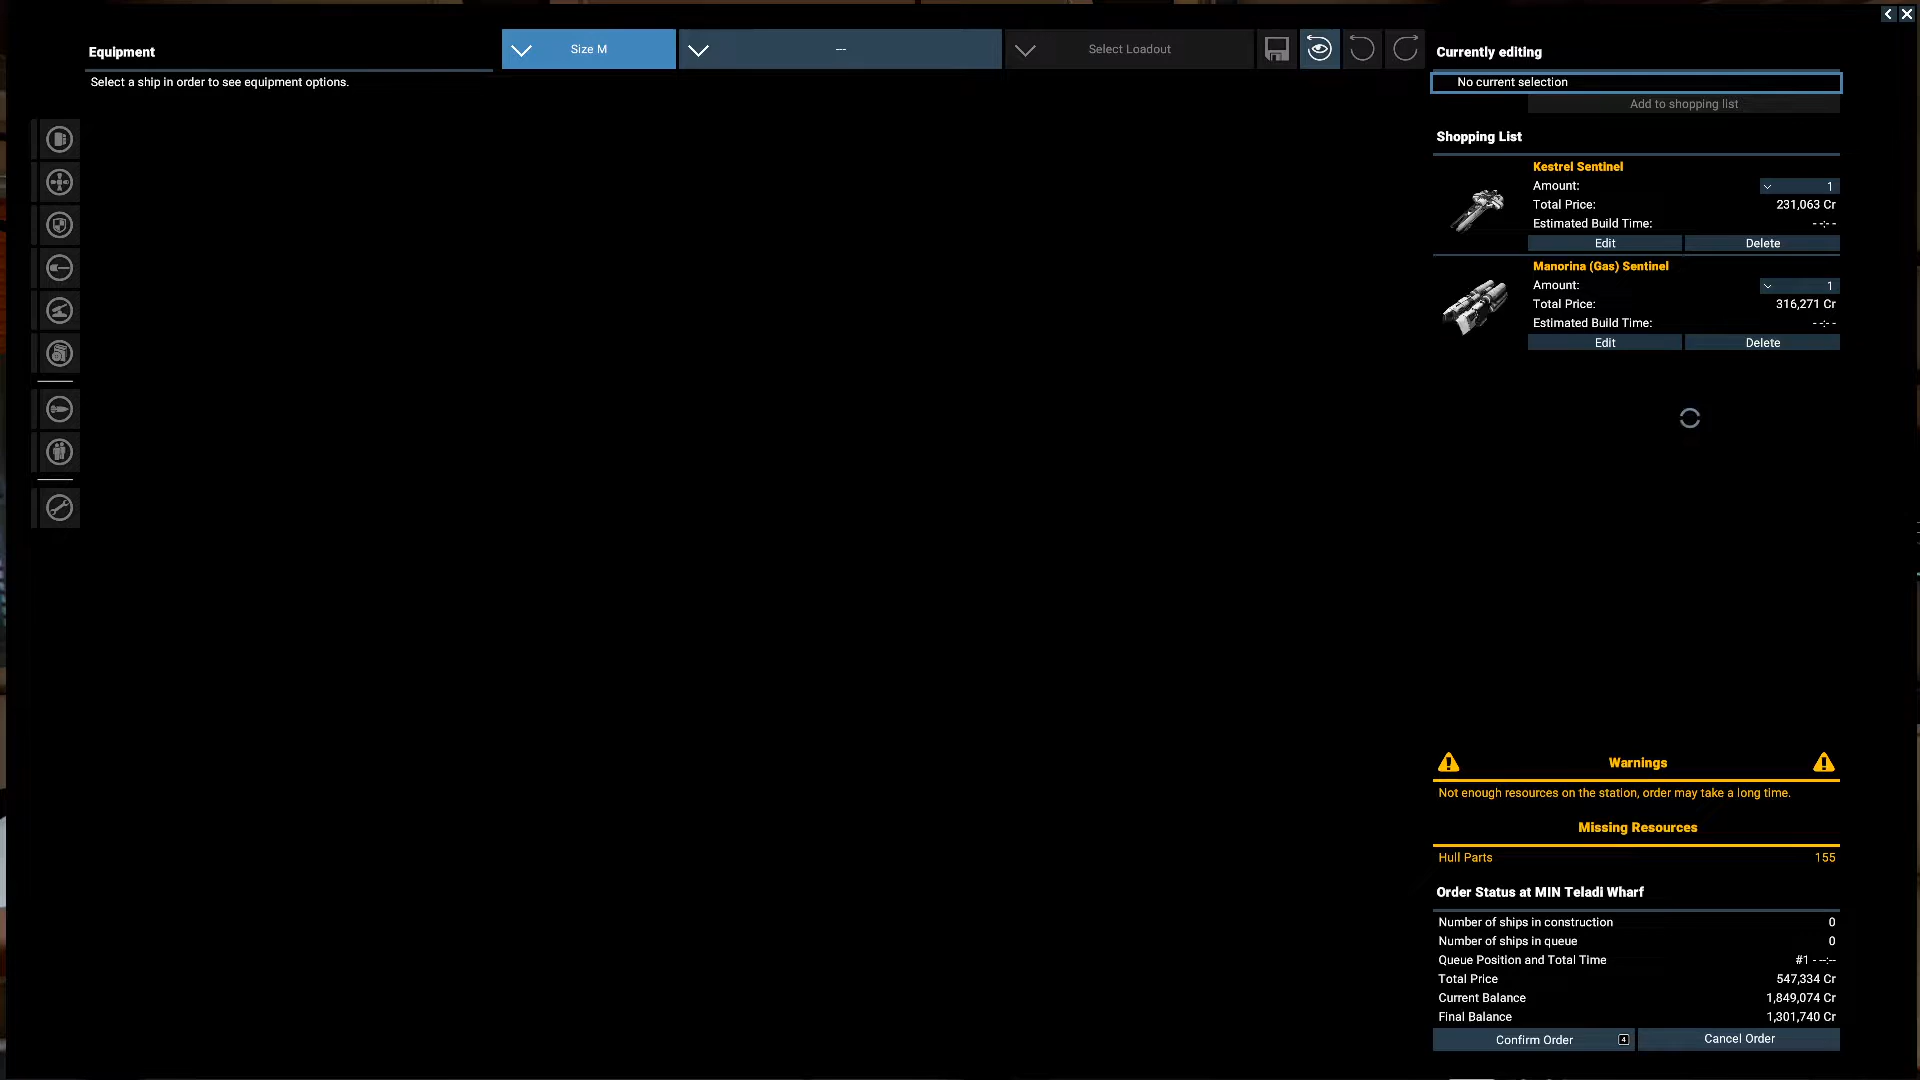 Equipment
Select a ship in order to see equipment options.
Size M
---
Select Loadout
Currently editing
No current selection
Add to shopping list
Shopping List
Kestrel Sentinel
Amount: 1
Total Price: 231,063 Cr
Estimated Build Time: --:--
Edit Delete
Manorina (Gas) Sentinel
Amount: 1
Total Price: 316,271 Cr
Estimated Build Time: --:--
Edit Delete
Warnings
Not enough resources on the station, order may take a long time.
Missing Resources
Hull Parts 155
Order Status at MIN Teladi Wharf
Number of ships in construction 0
Number of ships in queue 0
Queue Position and Total Time #1 - --:--
Total Price 547,334 Cr
Current Balance 1,849,074 Cr
Final Balance 1,301,740 Cr
Confirm Order 4 Cancel Order